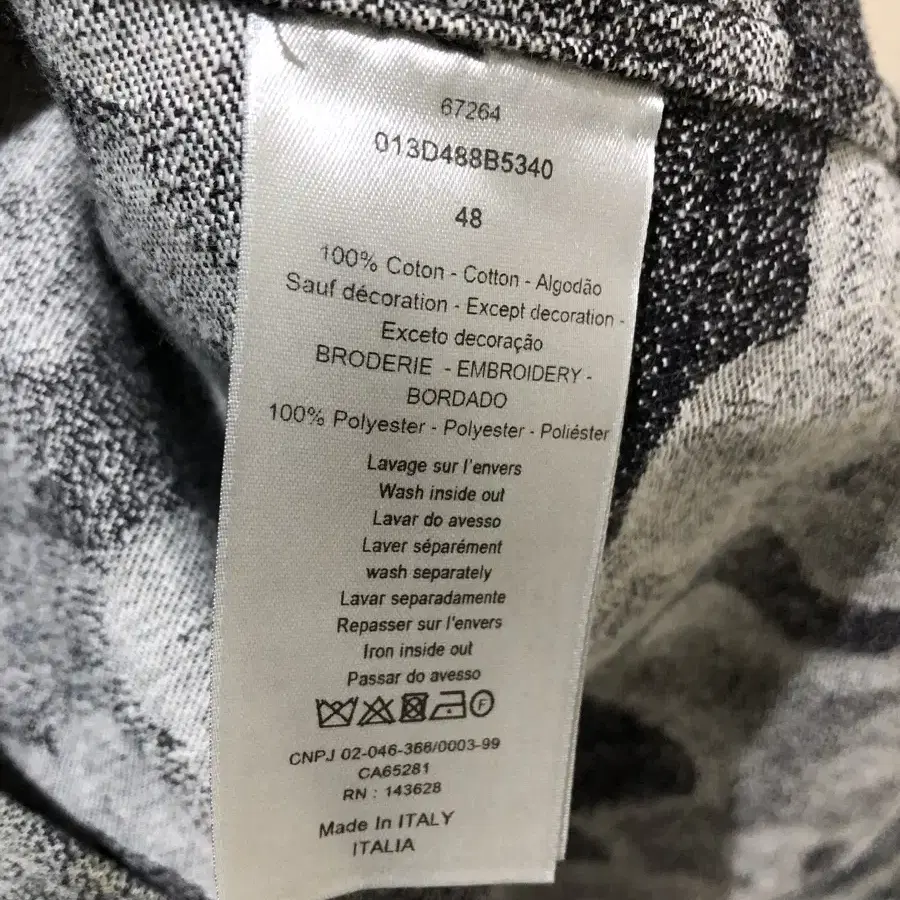 67264
013D488B5340
48
100% Coton - Cotton - Algodão
Sauf décoration - Except decoration -
Exceto decoração
BRODERIE - EMBROIDERY -
BORDADO
100% Polyester - Polyester - Poliéster
Lavage sur l'envers
Wash inside out
Lavar do avesso
Laver séparément
wash separately
Lavar separadamente
Repasser sur l'envers
Iron inside out
Passar do avesso
F
CNPJ 02-046-366/0003-99
CA65281
RN : 143628
Made In ITALY
ITALIA